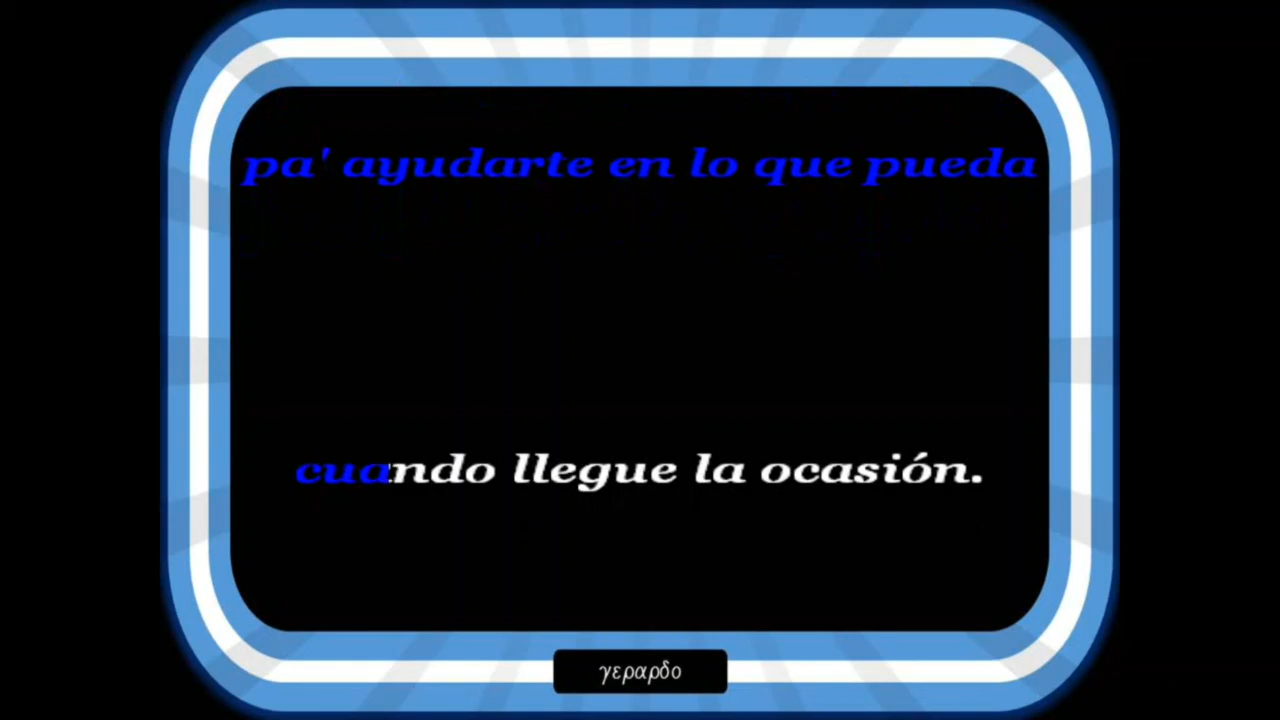 pa' ayudarte en lo que pueda
cuando llegue la ocasión.
γεραρδο